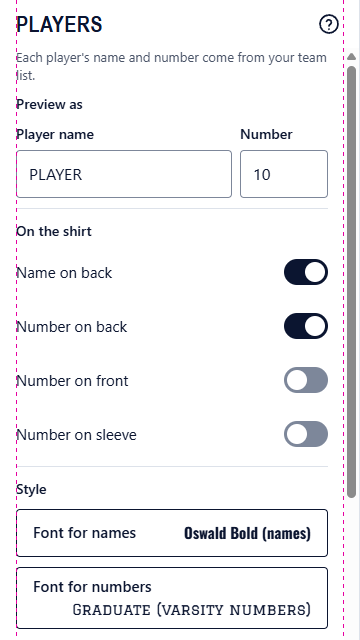 PLAYERS
Each player's name and number come from your team
list.
Preview as
Player name
Number
PLAYER
10
On the shirt
Name on back
Number on back
Number on front
Number on sleeve
Style
Font for names
Oswald Bold (names)
Font for numbers
Graduate (varsity numbers)